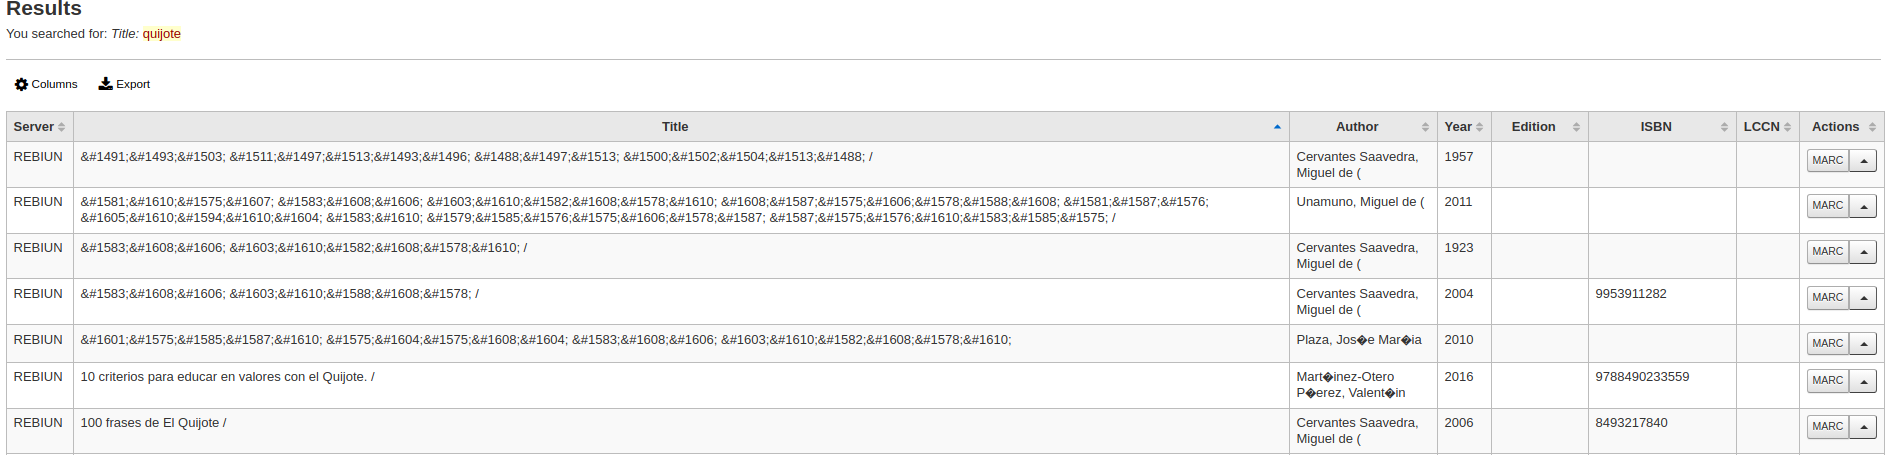 Results
You searched for: Title: quijote
Columns Export
Server Title Author Year Edition ISBN LCCN Actions
REBIUN &#1491;&#1493;&#1503; &#1511;&#1497;&#1513;&#1493;&#1496; &#1488;&#1497;&#1513; &#1500;&#1502;&#1504;&#1513;&#1488; / Cervantes Saavedra, 1957 MARC
Miguel de (
REBIUN &#1581;&#1610;&#1575;&#1607; &#1583;&#1608;&#1606; &#1603;&#1610;&#1582;&#1608;&#1578;&#1610; &#1608;&#1587;&#1575;&#1606;&#1578;&#1588;&#1608; &#1581;&#1587;&#1576; Unamuno, Miguel de ( 2011 MARC
&#1605;&#1610;&#1594;&#1610;&#1604; &#1583;&#1610; &#1579;&#1585;&#1576;&#1575;&#1606;&#1578;&#1587; &#1587;&#1575;&#1576;&#1610;&#1583;&#1585;&#1575; /
REBIUN &#1583;&#1608;&#1606; &#1603;&#1610;&#1582;&#1608;&#1578;&#1610; / Cervantes Saavedra, 1923 MARC
Miguel de (
REBIUN &#1583;&#1608;&#1606; &#1603;&#1610;&#1588;&#1608;&#1578; / Cervantes Saavedra, 2004 9953911282 MARC
Miguel de (
REBIUN &#1601;&#1575;&#1585;&#1587;&#1610; &#1575;&#1604;&#1575;&#1608;&#1604; &#1583;&#1608;&#1606; &#1603;&#1610;&#1582;&#1608;&#1578;&#1610; Plaza, Jos�e Mar�ia 2010 MARC
REBIUN 10 criterios para educar en valores con el Quijote. / Mart�inez-Otero 2016 9788490233559 MARC
P�erez, Valent�in
REBIUN 100 frases de El Quijote / Cervantes Saavedra, 2006 8493217840 MARC
Miguel de (